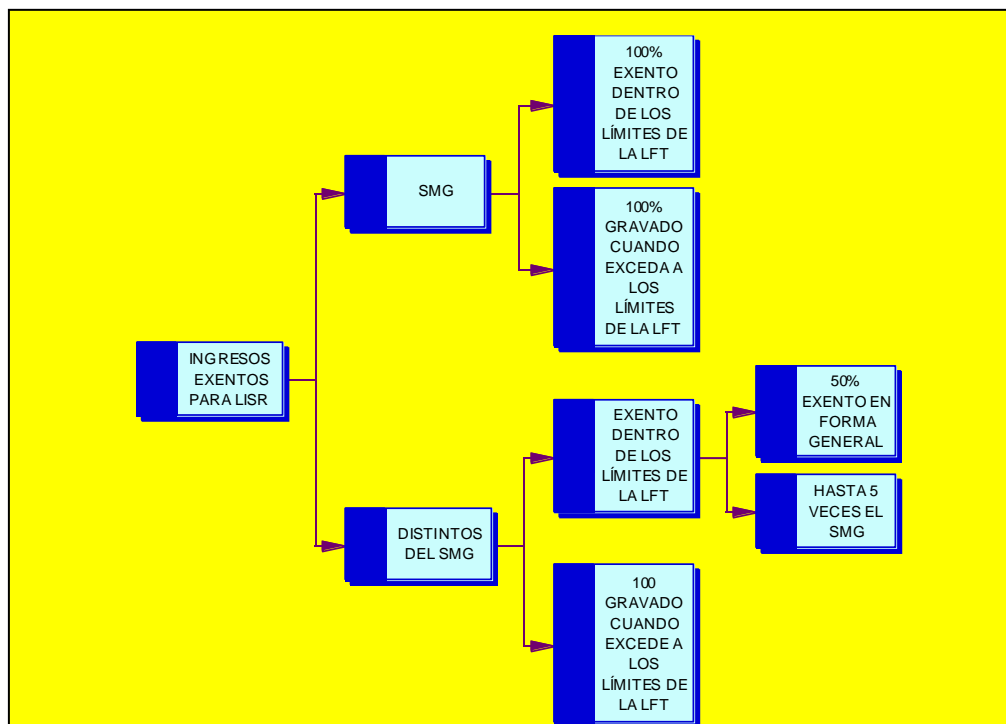 INGRESOS
EXENTOS
PARA LISR
SMG
100%
EXENTO
DENTRO
DE LOS
LÍMITES DE
LA LFT
100%
GRAVADO
CUANDO
EXCEDA A
LOS
LÍMITES
DE LA LFT
DISTINTOS
DEL SMG
EXENTO
DENTRO
DE LOS
LÍMITES DE
LA LFT
50%
EXENTO EN
FORMA
GENERAL
HASTA 5
VECES EL
SMG
100
GRAVADO
CUANDO
EXCEDE A
LOS
LÍMITES DE
LA LFT